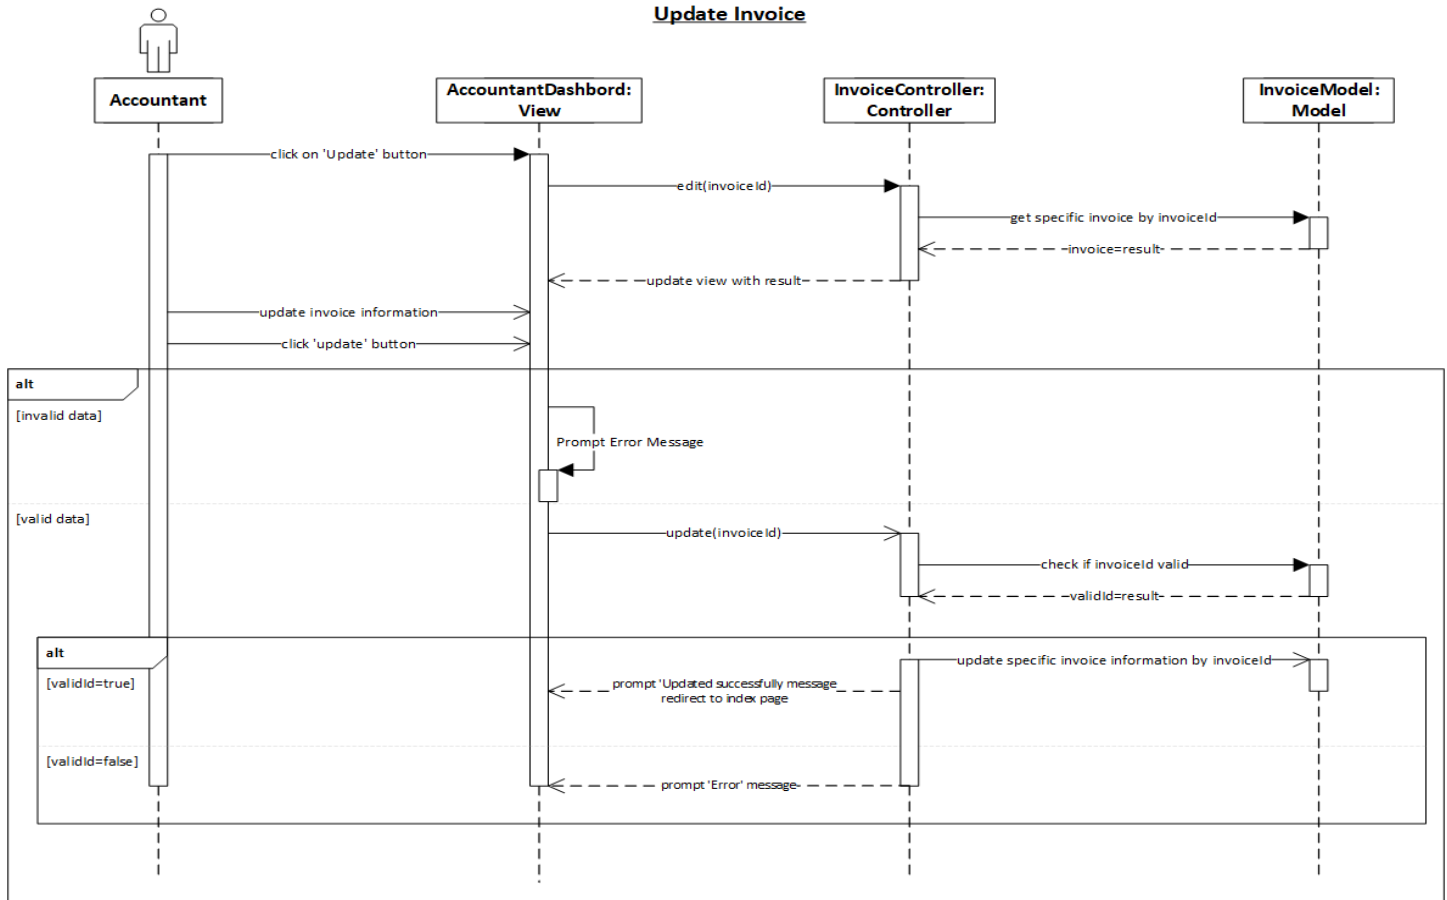 Update Invoice
Accountant
AccountantDashbord:
View
InvoiceController:
Controller
InvoiceModel:
Model
click on 'Update' button
edit(invoiceId)
get specific invoice by invoiceId
invoice=result
update view with result
update invoice information
click 'update' button
alt
[invalid data]
Prompt Error Message
[valid data]
update(invoiceId)
check if invoiceId valid
validId=result
alt
update specific invoice information by invoiceId
[validId=true]
prompt 'Updated successfully message
redirect to index page
[validId=false]
prompt 'Error' message